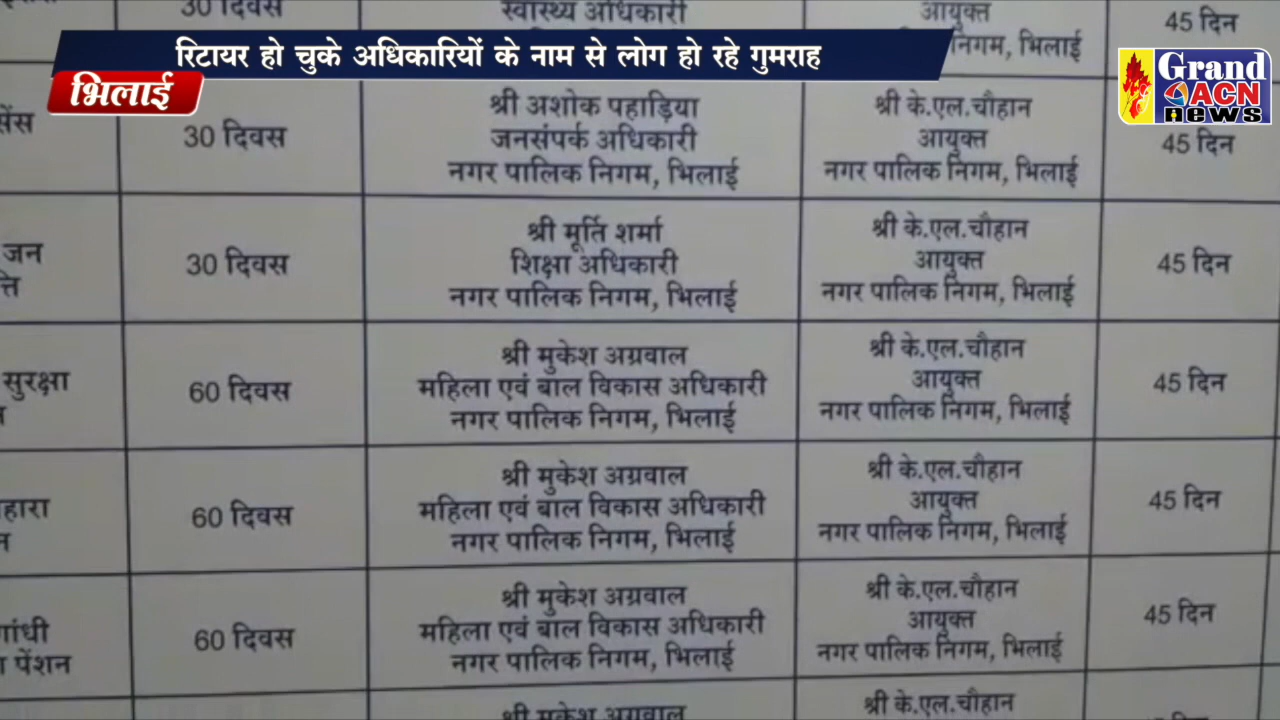 30 दिवस
स्वास्थ्य अधिकारी
आयुक्त
निगम, भिलाई
45 दिन
रिटायर हो चुके अधिकारियों के नाम से लोग हो रहे गुमराह
भिलाई
Grand
ACN
news
30 दिवस
श्री अशोक पहाड़िया
जनसंपर्क अधिकारी
नगर पालिक निगम, भिलाई
श्री के.एल.चौहान
आयुक्त
नगर पालिक निगम, भिलाई
45 दिन
जन
30 दिवस
श्री मूर्ति शर्मा
शिक्षा अधिकारी
नगर पालिक निगम, भिलाई
श्री के.एल.चौहान
आयुक्त
नगर पालिक निगम, भिलाई
45 दिन
सुरक्षा
60 दिवस
श्री मुकेश अग्रवाल
महिला एवं बाल विकास अधिकारी
नगर पालिक निगम, भिलाई
श्री के.एल.चौहान
आयुक्त
नगर पालिक निगम, भिलाई
45 दिन
60 दिवस
श्री मुकेश अग्रवाल
महिला एवं बाल विकास अधिकारी
नगर पालिक निगम, भिलाई
श्री के.एल.चौहान
आयुक्त
नगर पालिक निगम, भिलाई
45 दिन
पेंशन
60 दिवस
श्री मुकेश अग्रवाल
महिला एवं बाल विकास अधिकारी
नगर पालिक निगम, भिलाई
श्री के.एल.चौहान
आयुक्त
नगर पालिक निगम, भिलाई
45 दिन
श्री मुकेश अग्रवाल
श्री के.एल.चौहान